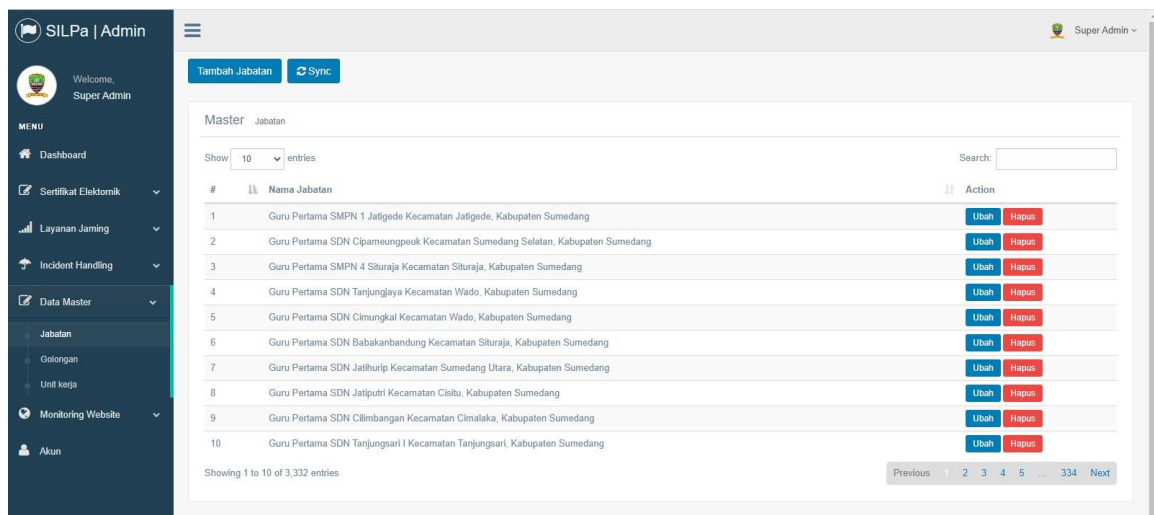 SILPa | Admin
Super Admin
Welcome,
Super Admin
MENU
Dashboard
Sertifikat Elektornik
Layanan Jaming
Incident Handling
Data Master
Jabatan
Golongan
Unit kerja
Monitoring Website
Akun
Tambah Jabatan Sync
Master Jabatan
Show 10 entries Search:
# Nama Jabatan Action
1 Guru Pertama SMPN 1 Jatigede Kecamatan Jatigede, Kabupaten Sumedang Ubah Hapus
2 Guru Pertama SDN Cipameungpeuk Kecamatan Sumedang Selatan, Kabupaten Sumedang Ubah Hapus
3 Guru Pertama SMPN 4 Situraja Kecamatan Situraja, Kabupaten Sumedang Ubah Hapus
4 Guru Pertama SDN Tanjungjaya Kecamatan Wado, Kabupaten Sumedang Ubah Hapus
5 Guru Pertama SDN Cimungkal Kecamatan Wado, Kabupaten Sumedang Ubah Hapus
6 Guru Pertama SDN Babakanbandung Kecamatan Situraja, Kabupaten Sumedang Ubah Hapus
7 Guru Pertama SDN Jatihurip Kecamatan Sumedang Utara, Kabupaten Sumedang Ubah Hapus
8 Guru Pertama SDN Jatiputri Kecamatan Cisitu, Kabupaten Sumedang Ubah Hapus
9 Guru Pertama SDN Cilimbangan Kecamatan Cimalaka, Kabupaten Sumedang Ubah Hapus
10 Guru Pertama SDN Tanjungsari I Kecamatan Tanjungsari, Kabupaten Sumedang Ubah Hapus
Showing 1 to 10 of 3,332 entries Previous 1 2 3 4 5 ... 334 Next